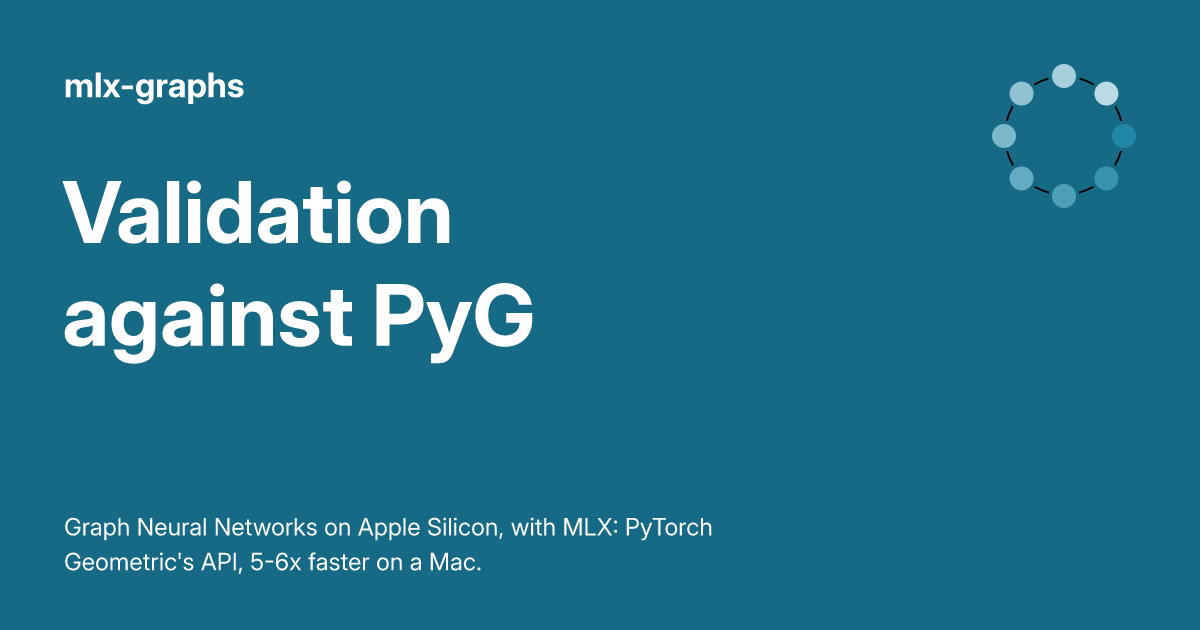 mlx-graphs
Validation
against PyG
Graph Neural Networks on Apple Silicon, with MLX: PyTorch
Geometric's API, 5-6x faster on a Mac.